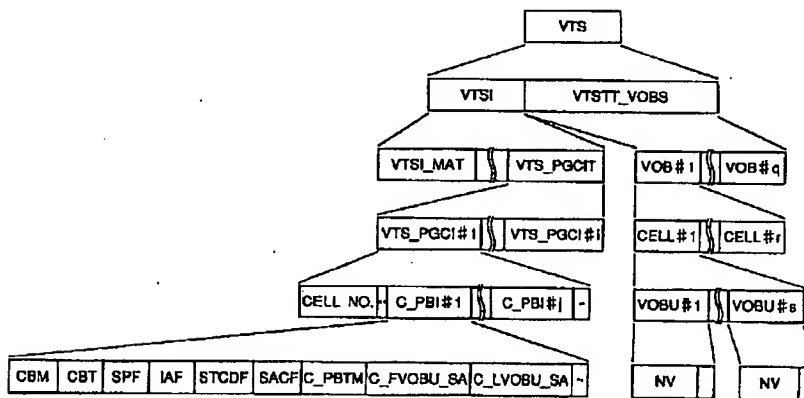 VTS
VTSI VTSTT_VOBS
VTSI_MAT VTS_PGCIT VOB#1 VOB#q
VTS_PGCI#1 VTS_PGCI#i CELL#1 CELL#r
CELL NO. -- C_PBI#1 C_PBI#j - VOBU#1 VOBU#s
CBM CBT SPF IAF STCDF SACF C_PBTM C_FVOBU_SA C_LVOBU_SA - NV NV